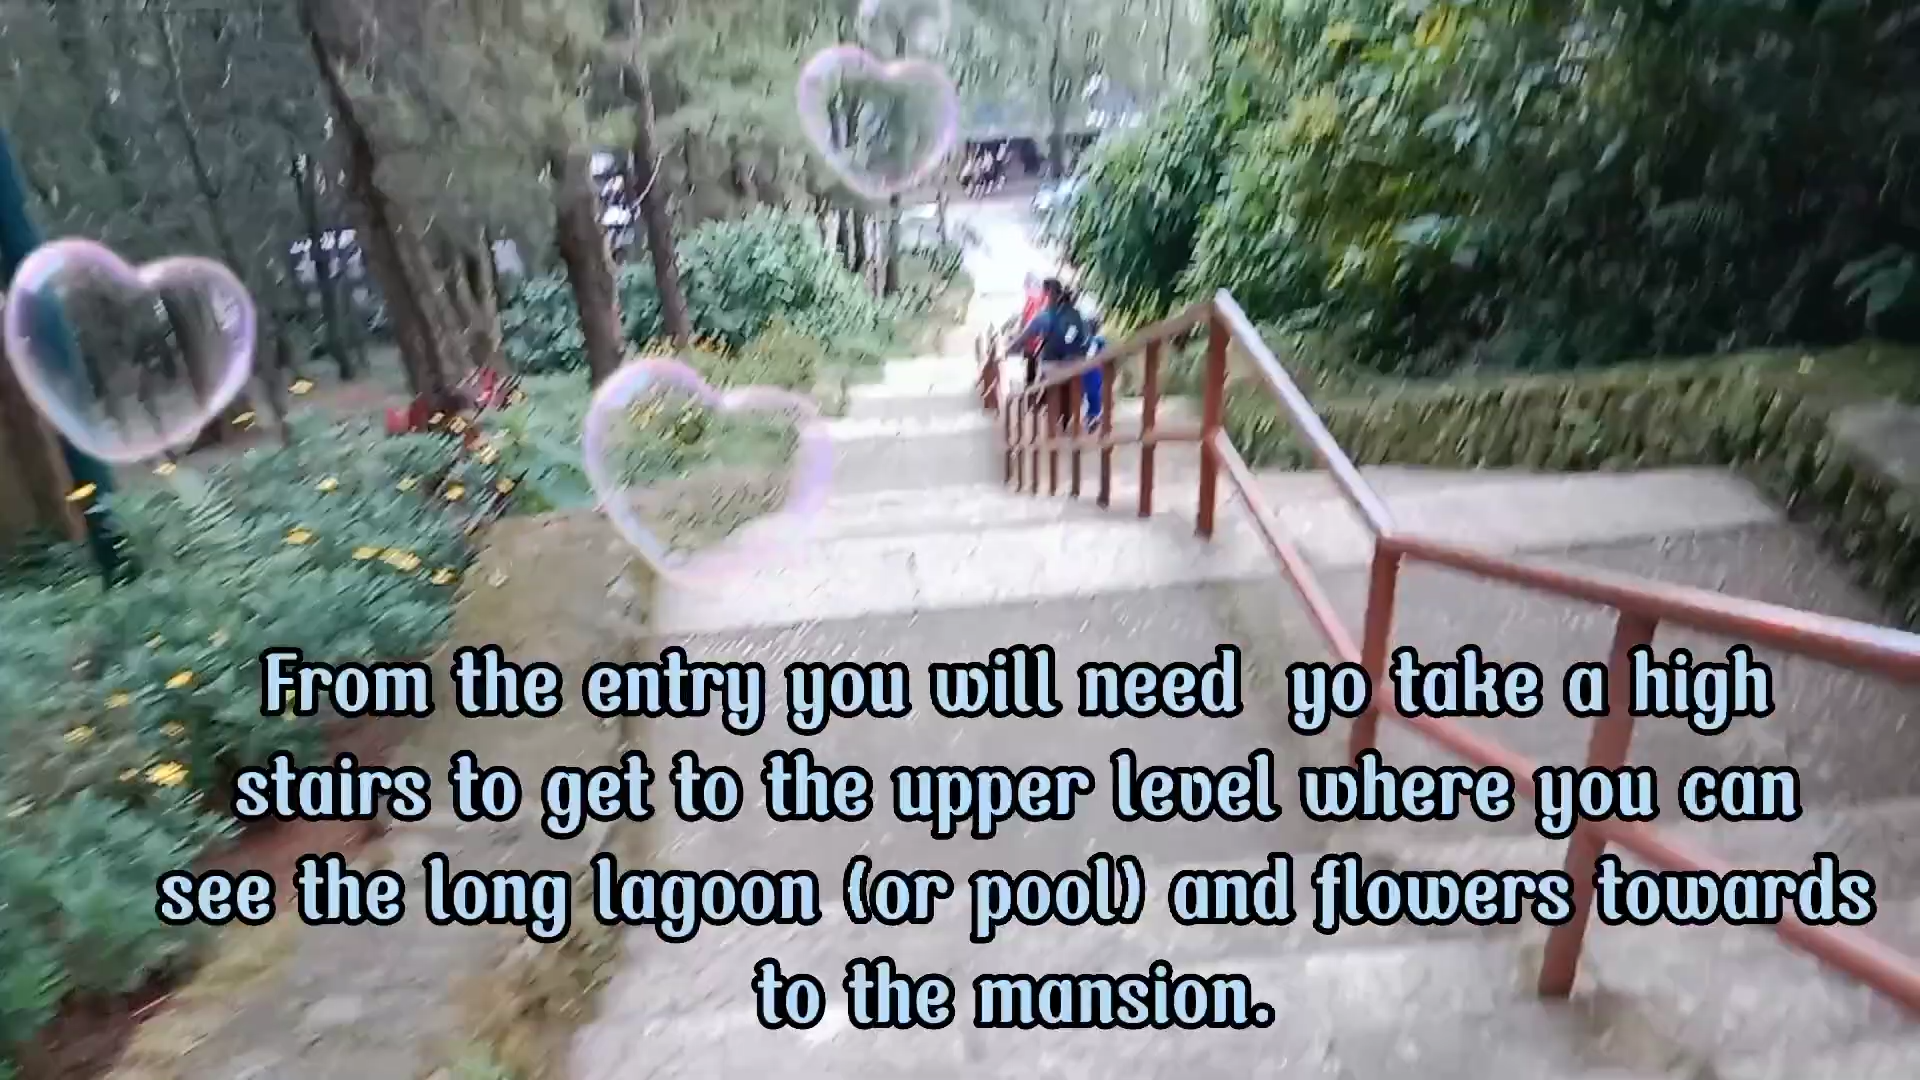 From the entry you will need  yo take a high
stairs to get to the upper level where you can
see the long lagoon (or pool) and flowers towards
to the mansion.